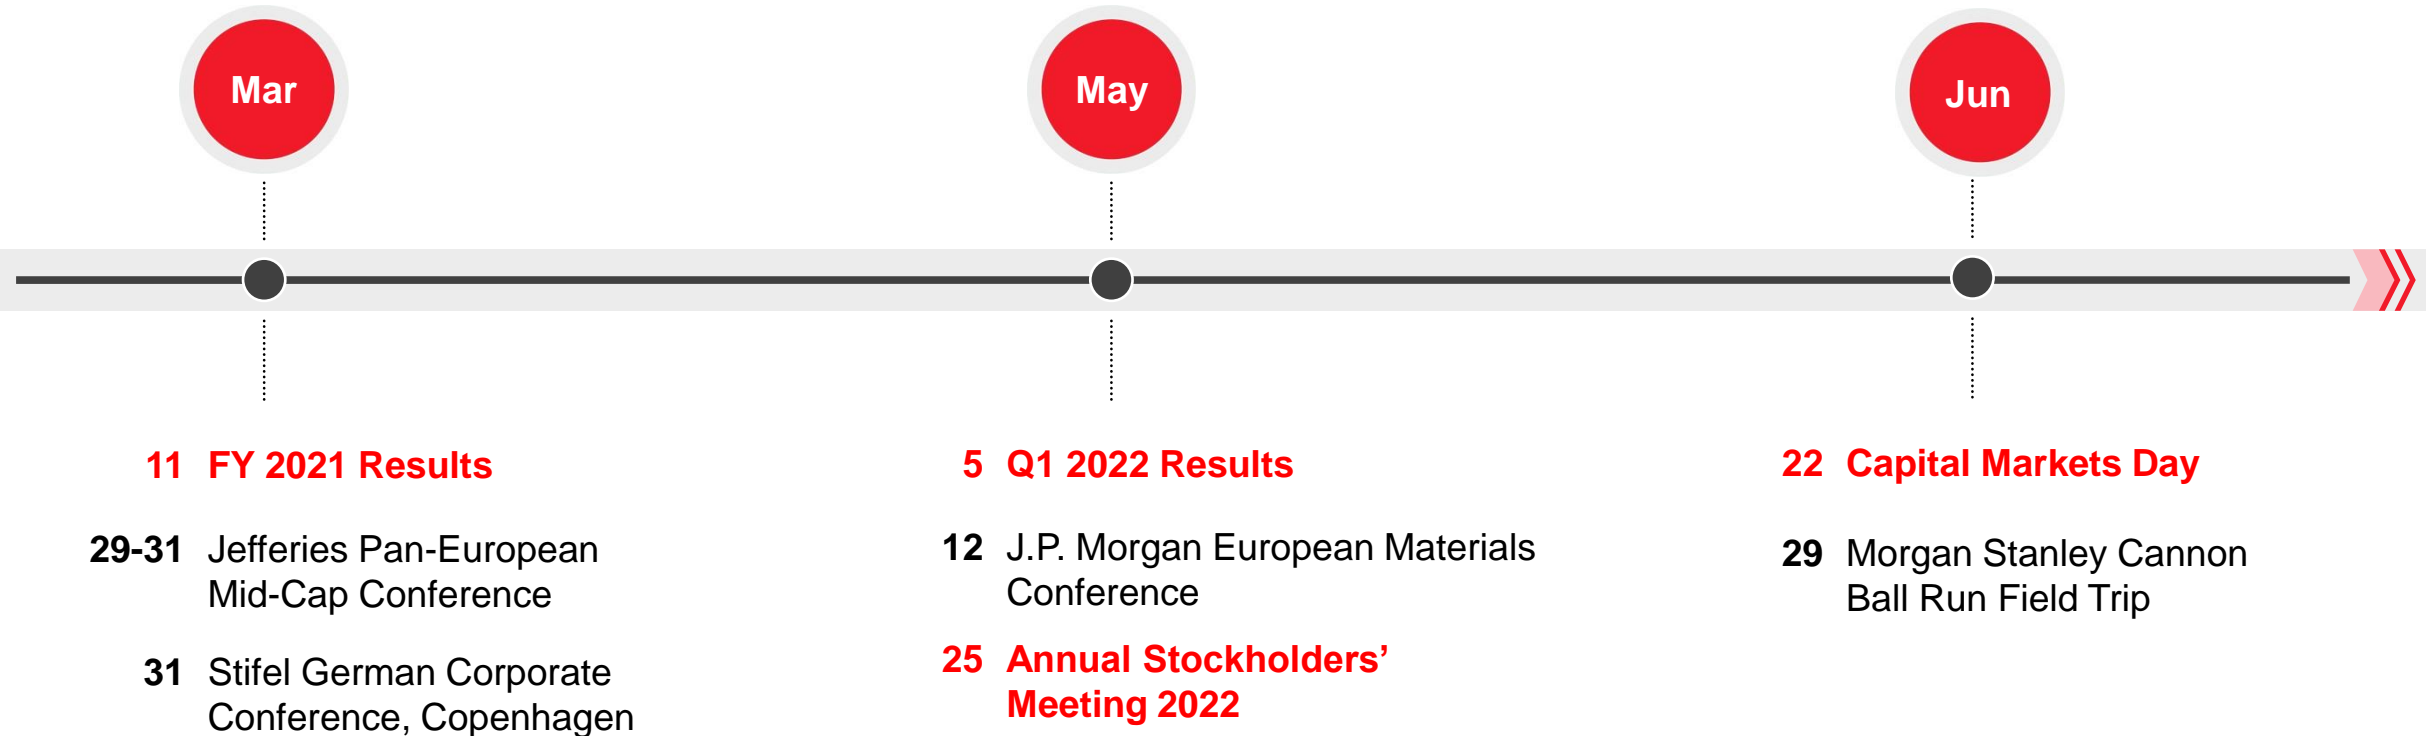 Mar
May
Jun
11 FY 2021 Results
29-31 Jefferies Pan-European
Mid-Cap Conference
31 Stifel German Corporate
Conference, Copenhagen
5 Q1 2022 Results
12 J.P. Morgan European Materials
Conference
25 Annual Stockholders’
Meeting 2022
22 Capital Markets Day
29 Morgan Stanley Cannon
Ball Run Field Trip